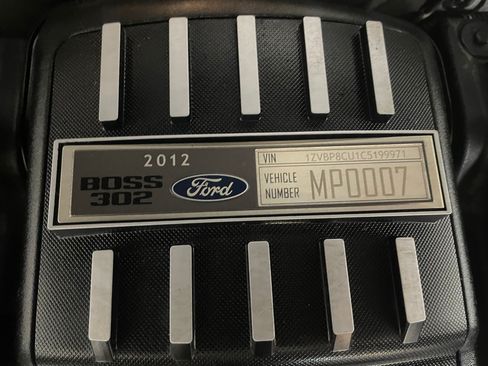 2012
BOSS
302
Ford
VIN 1ZVBP8CU1C5199971
VEHICLE
NUMBER
MP0007